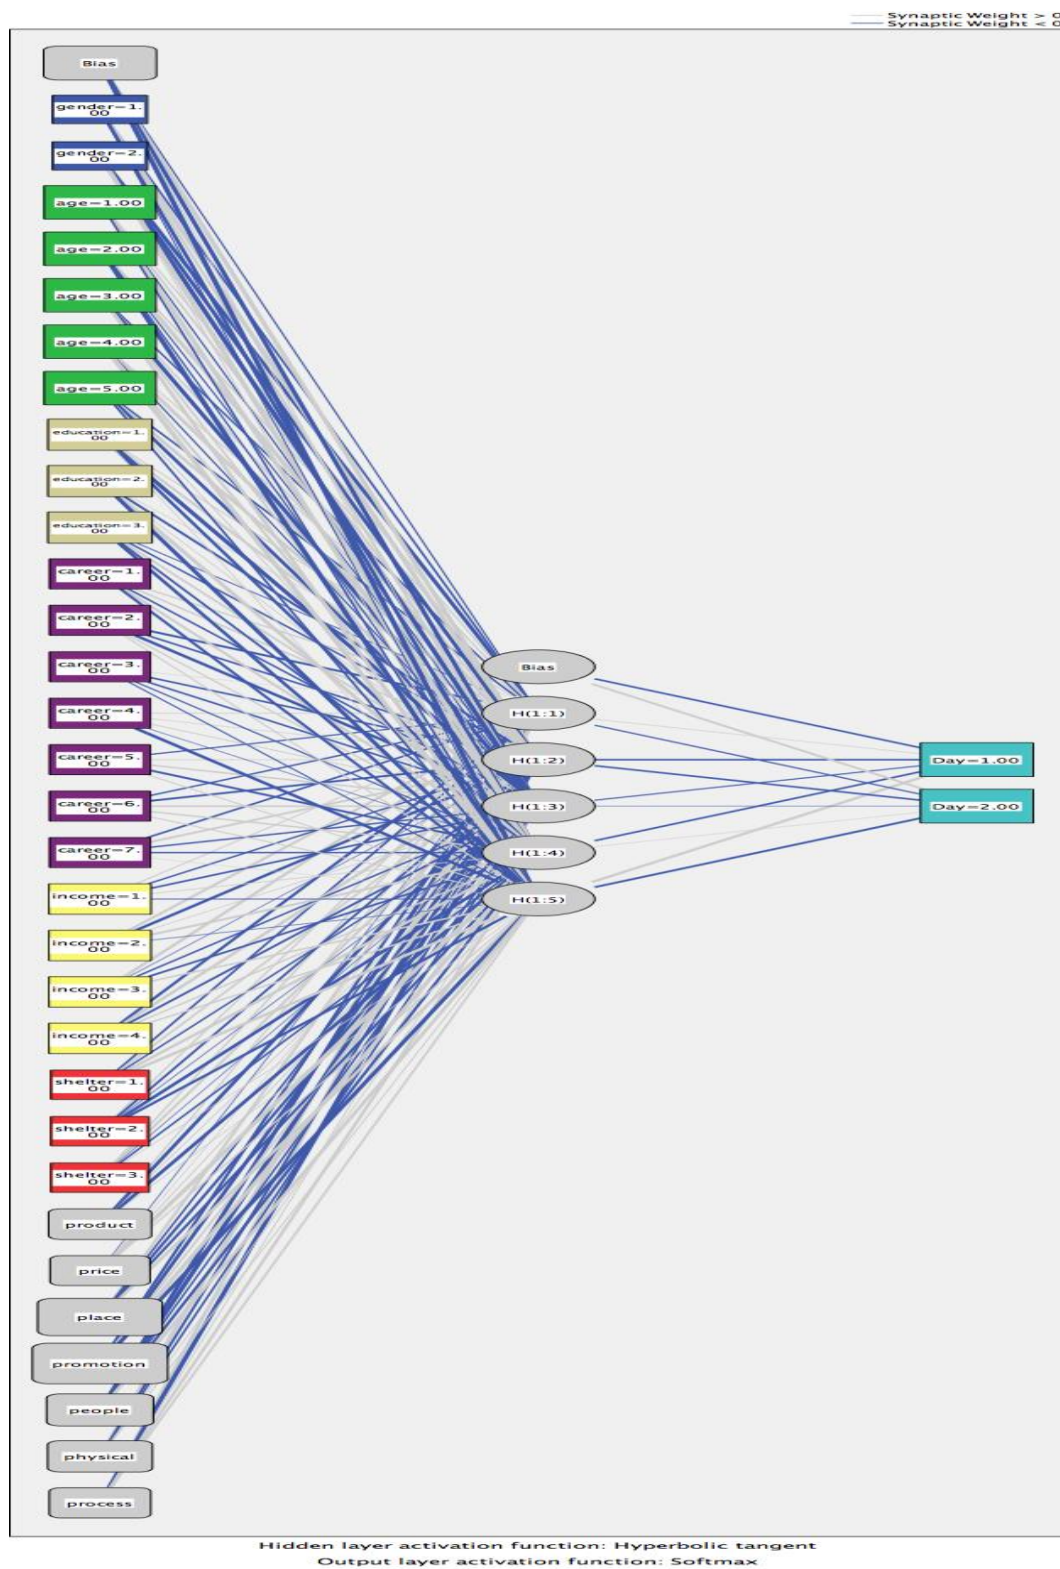 Synaptic Weight > 0
Synaptic Weight < 0
Bias
gender=1.
00
gender=2.
00
age=1.00
age=2.00
age=3.00
age=4.00
age=5.00
education=1.
00
education=2.
00
education=3.
00
career=1.
00
career=2.
00
career=3.
00
career=4.
00
career=5.
00
career=6.
00
career=7.
00
income=1.
00
income=2.
00
income=3.
00
income=4.
00
shelter=1.
00
shelter=2.
00
shelter=3.
00
product
price
place
promotion
people
physical
process
Bias
H(1:1)
H(1:2)
H(1:3)
H(1:4)
H(1:5)
Day=1.00
Day=2.00
Hidden layer activation function: Hyperbolic tangent
Output layer activation function: Softmax